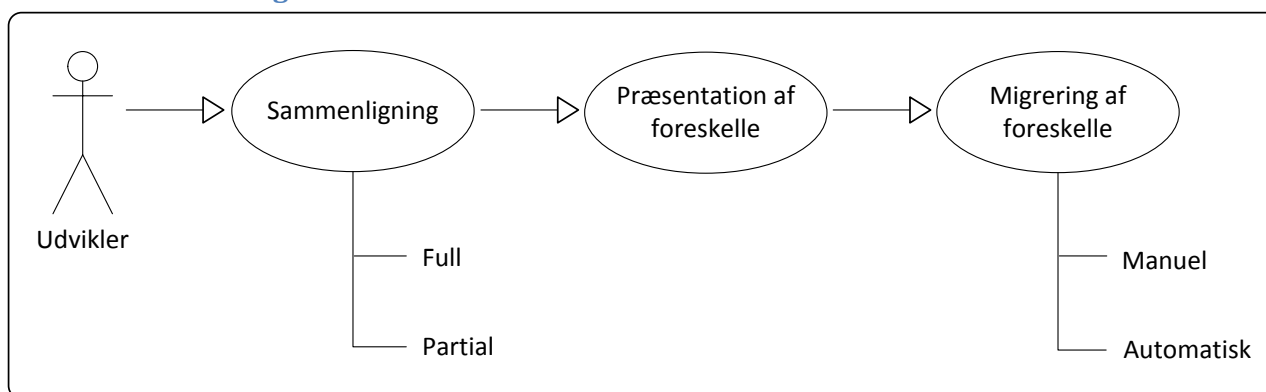 Sammenligning
Præsentation af
foreskelle
Migrering af
foreskelle
Udvikler
Full
Partial
Manuel
Automatisk